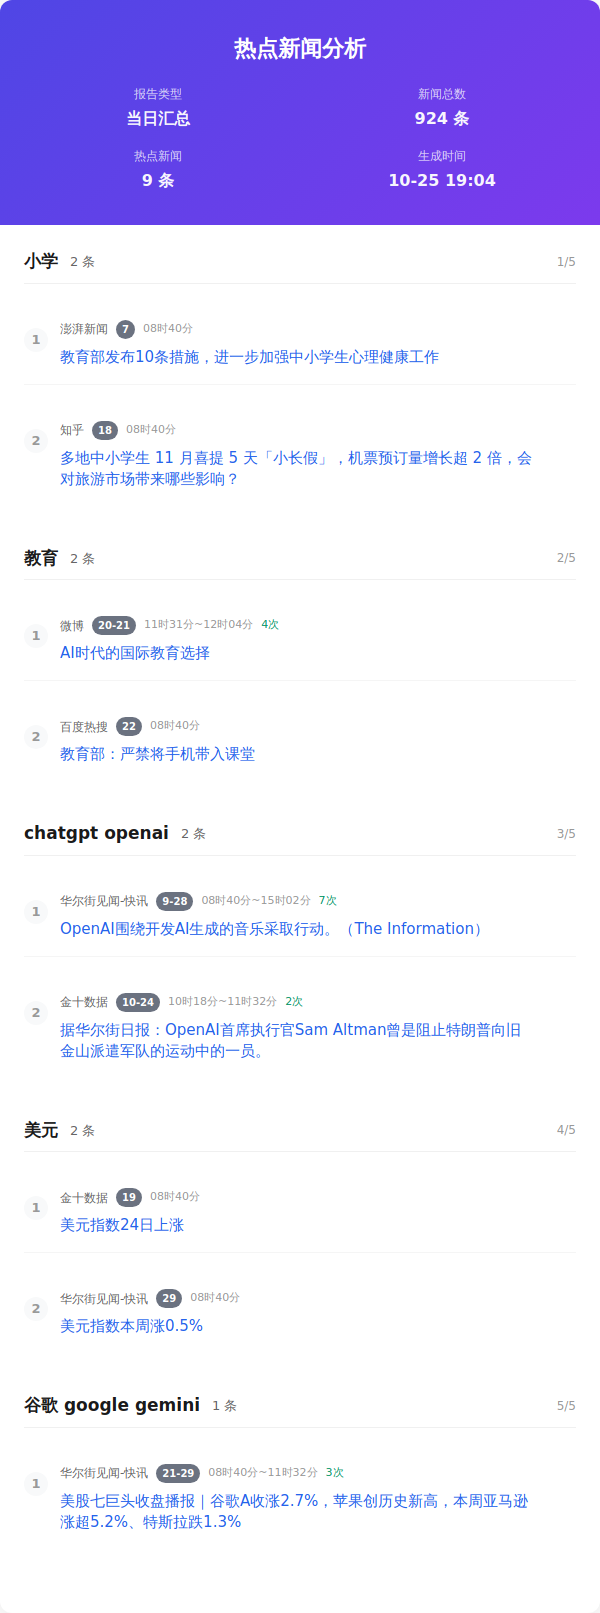 热点新闻分析
报告类型
当日汇总
新闻总数
924 条
热点新闻
9 条
生成时间
10-25 19:04
小学 2 条 1/5
1
澎湃新闻 7 08时40分
教育部发布10条措施，进一步加强中小学生心理健康工作
2
知乎 18 08时40分
多地中小学生 11 月喜提 5 天「小长假」，机票预订量增长超 2 倍，会
对旅游市场带来哪些影响？
教育 2 条 2/5
1
微博 20-21 11时31分~12时04分 4次
AI时代的国际教育选择
2
百度热搜 22 08时40分
教育部：严禁将手机带入课堂
chatgpt openai 2 条 3/5
1
华尔街见闻-快讯 9-28 08时40分~15时02分 7次
OpenAI围绕开发AI生成的音乐采取行动。（The Information）
2
金十数据 10-24 10时18分~11时32分 2次
据华尔街日报：OpenAI首席执行官Sam Altman曾是阻止特朗普向旧
金山派遣军队的运动中的一员。
美元 2 条 4/5
1
金十数据 19 08时40分
美元指数24日上涨
2
华尔街见闻-快讯 29 08时40分
美元指数本周涨0.5%
谷歌 google gemini 1 条 5/5
1
华尔街见闻-快讯 21-29 08时40分~11时32分 3次
美股七巨头收盘播报｜谷歌A收涨2.7%，苹果创历史新高，本周亚马逊
涨超5.2%、特斯拉跌1.3%